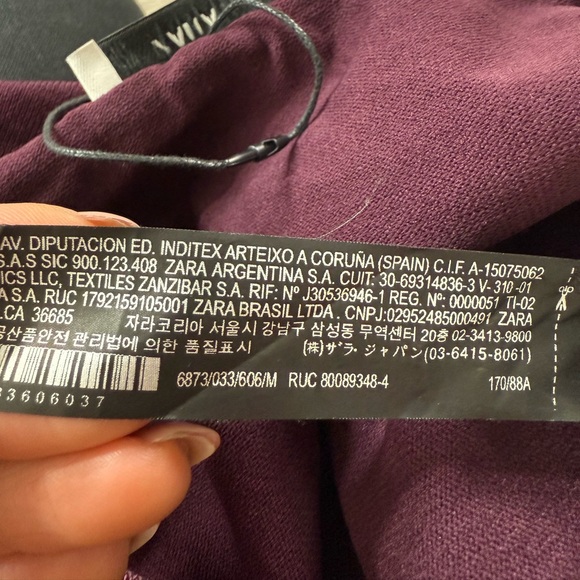 ZARA
AV. DIPUTACION ED. INDITEX ARTEIXO A CORUÑA (SPAIN) C.I.F. A-15075062
S.A.S SIC 900.123.408 ZARA ARGENTINA S.A. CUIT: 30-69314836-3 V-310-01
ICS LLC, TEXTILES ZANZIBAR S.A. RIF: Nº J30536946-1 REG. Nº: 0000051 TI-02
A S.A. RUC 1792159105001 ZARA BRASIL LTDA. CNPJ:02952485000491 ZARA
LCA 36685 자라코리아 서울시 강남구 삼성동 무역센터 20층 02-3413-9800
공산품안전 관리법에 의한 품질표시 (株)ザラ・ジャパン(03-6415-8061)
6873/033/606/M RUC 80089348-4 170/88A
33606037